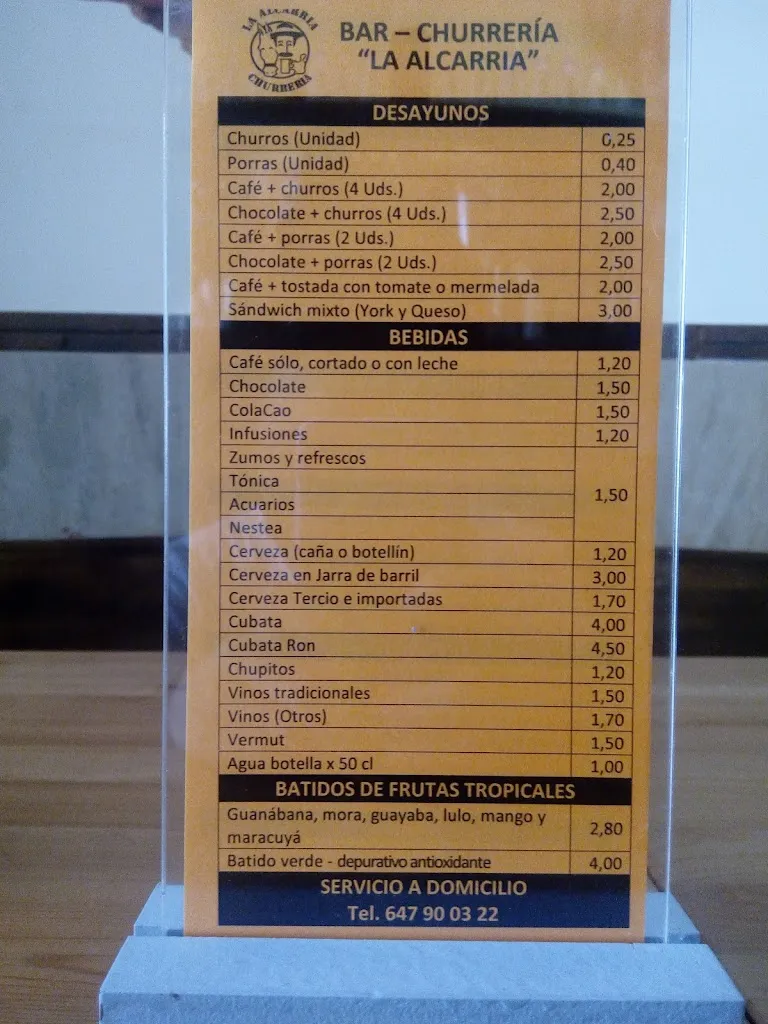 LA ALCARRIA
CHURRERIA
BAR – CHURRERÍA
“LA ALCARRIA”
DESAYUNOS
Churros (Unidad) 0,25
Porras (Unidad) 0,40
Café + churros (4 Uds.) 2,00
Chocolate + churros (4 Uds.) 2,50
Café + porras (2 Uds.) 2,00
Chocolate + porras (2 Uds.) 2,50
Café + tostada con tomate o mermelada 2,00
Sándwich mixto (York y Queso) 3,00
BEBIDAS
Café sólo, cortado o con leche 1,20
Chocolate 1,50
ColaCao 1,50
Infusiones 1,20
Zumos y refrescos
Tónica
1,50
Acuarios
Nestea
Cerveza (caña o botellín) 1,20
Cerveza en Jarra de barril 3,00
Cerveza Tercio e importadas 1,70
Cubata 4,00
Cubata Ron 4,50
Chupitos 1,20
Vinos tradicionales 1,50
Vinos (Otros) 1,70
Vermut 1,50
Agua botella x 50 cl 1,00
BATIDOS DE FRUTAS TROPICALES
Guanábana, mora, guayaba, lulo, mango y
maracuyá 2,80
Batido verde - depurativo antioxidante 4,00
SERVICIO A DOMICILIO
Tel. 647 90 03 22